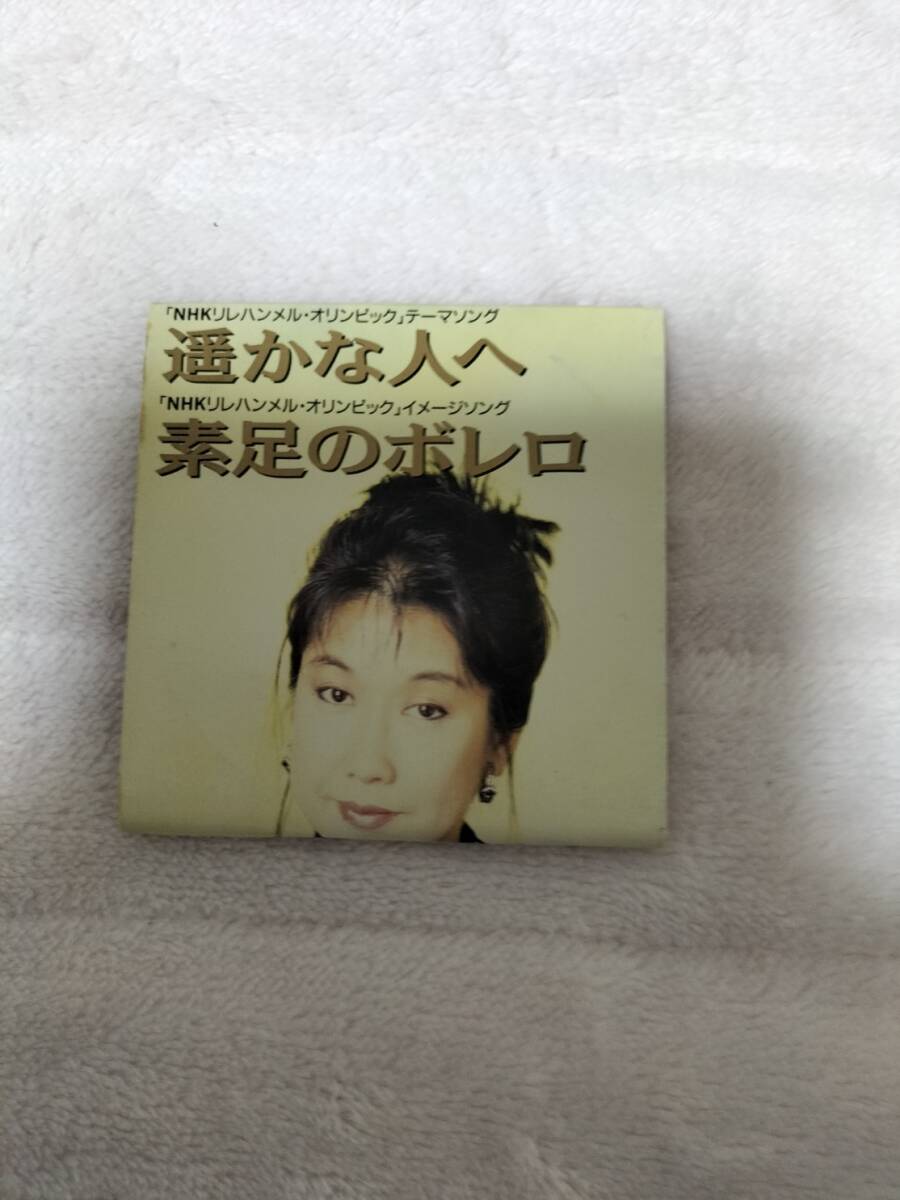 「NHKリレハンメル・オリンピック」テーマソング
遥かな人へ
「NHKリレハンメル・オリンピック」イメージソング
素足のボレロ